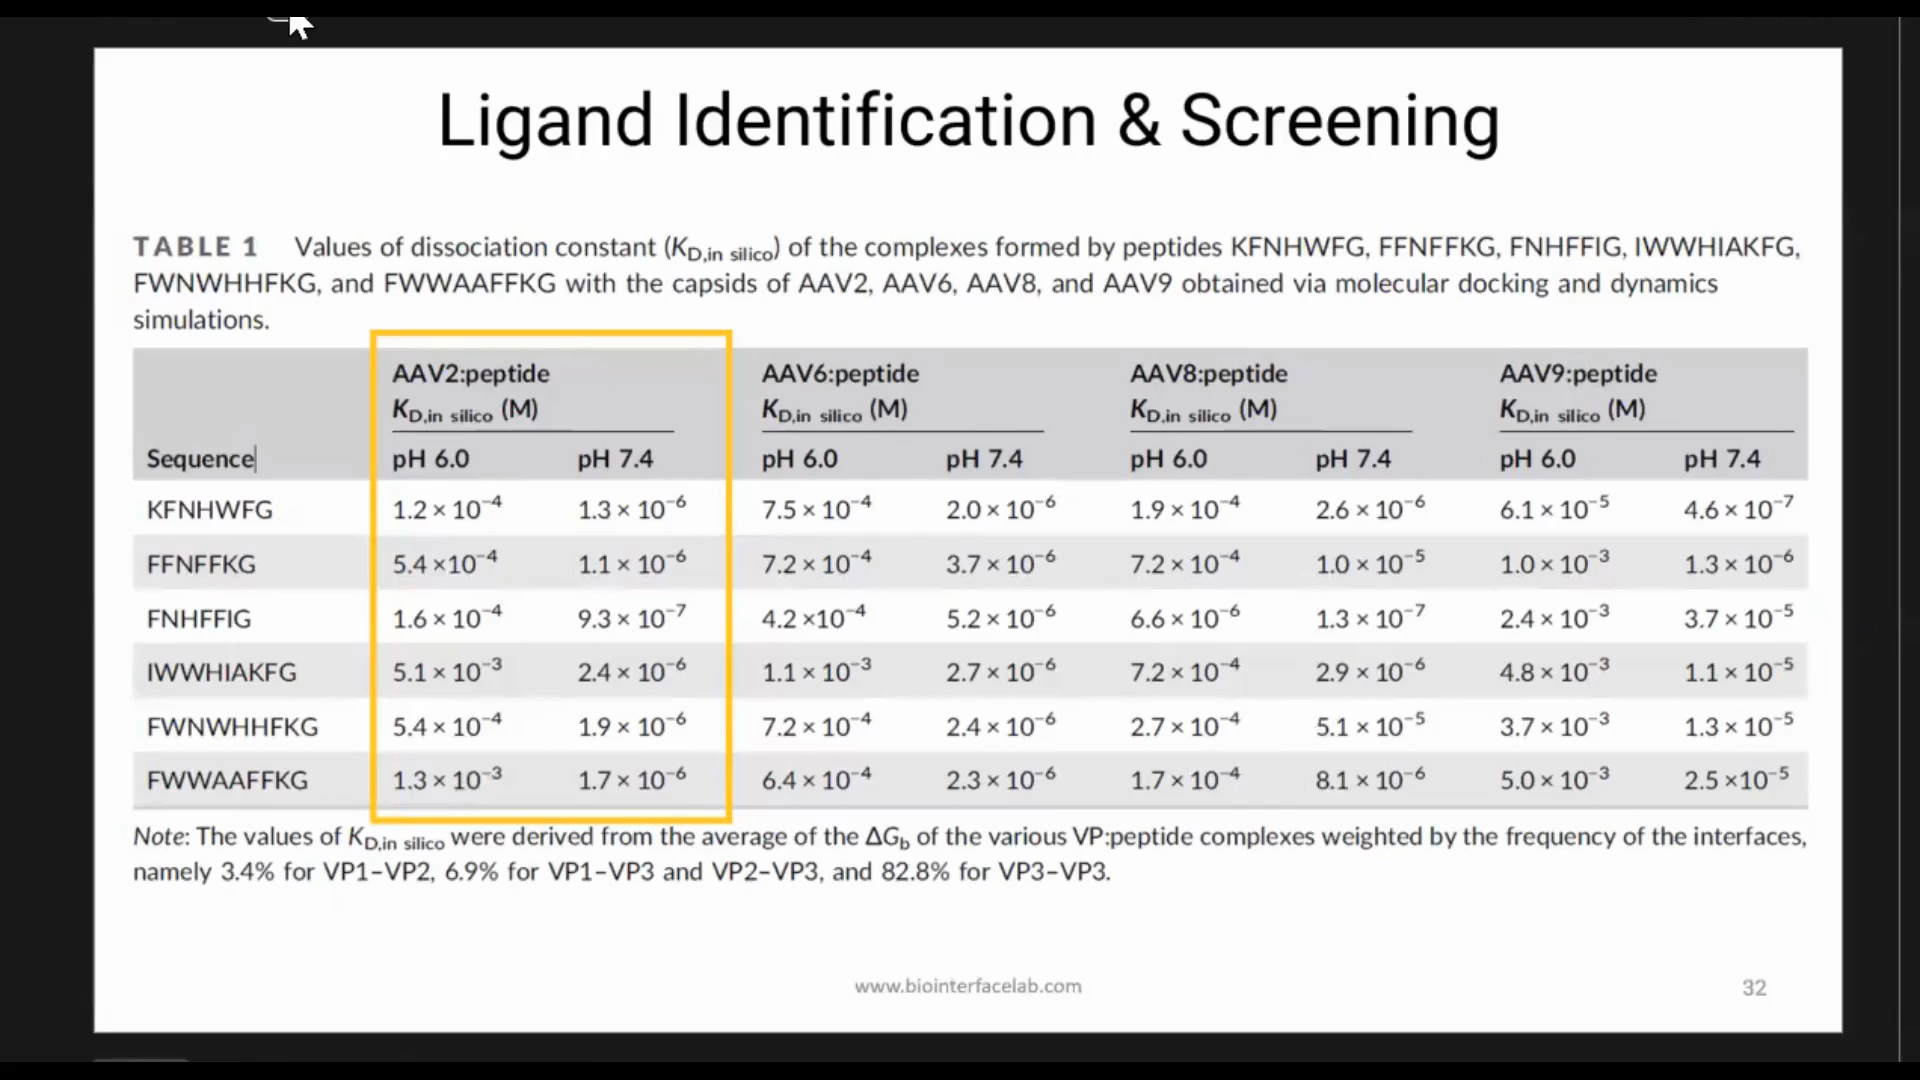 Ligand Identification & Screening
TABLE 1 Values of dissociation constant (K_D,in silico) of the complexes formed by peptides KFNHWFG, FFNFFKG, FNHFFIG, IWWHIAKFG,
FWNWHHFKG, and FWWAAFFKG with the capsids of AAV2, AAV6, AAV8, and AAV9 obtained via molecular docking and dynamics
simulations.
AAV2:peptide AAV6:peptide AAV8:peptide AAV9:peptide
K_D,in silico (M) K_D,in silico (M) K_D,in silico (M) K_D,in silico (M)
Sequence pH 6.0 pH 7.4 pH 6.0 pH 7.4 pH 6.0 pH 7.4 pH 6.0 pH 7.4
KFNHWFG 1.2 × 10⁻⁴ 1.3 × 10⁻⁶ 7.5 × 10⁻⁴ 2.0 × 10⁻⁶ 1.9 × 10⁻⁴ 2.6 × 10⁻⁶ 6.1 × 10⁻⁵ 4.6 × 10⁻⁷
FFNFFKG 5.4 ×10⁻⁴ 1.1 × 10⁻⁶ 7.2 × 10⁻⁴ 3.7 × 10⁻⁶ 7.2 × 10⁻⁴ 1.0 × 10⁻⁵ 1.0 × 10⁻³ 1.3 × 10⁻⁶
FNHFFIG 1.6 × 10⁻⁴ 9.3 × 10⁻⁷ 4.2 ×10⁻⁴ 5.2 × 10⁻⁶ 6.6 × 10⁻⁶ 1.3 × 10⁻⁷ 2.4 × 10⁻³ 3.7 × 10⁻⁵
IWWHIAKFG 5.1 × 10⁻³ 2.4 × 10⁻⁶ 1.1 × 10⁻³ 2.7 × 10⁻⁶ 7.2 × 10⁻⁴ 2.9 × 10⁻⁶ 4.8 × 10⁻³ 1.1 × 10⁻⁵
FWNWHHFKG 5.4 × 10⁻⁴ 1.9 × 10⁻⁶ 7.2 × 10⁻⁴ 2.4 × 10⁻⁶ 2.7 × 10⁻⁴ 5.1 × 10⁻⁵ 3.7 × 10⁻³ 1.3 × 10⁻⁵
FWWAAFFKG 1.3 × 10⁻³ 1.7 × 10⁻⁶ 6.4 × 10⁻⁴ 2.3 × 10⁻⁶ 1.7 × 10⁻⁴ 8.1 × 10⁻⁶ 5.0 × 10⁻³ 2.5 ×10⁻⁵
Note: The values of K_D,in silico were derived from the average of the ΔG_b of the various VP:peptide complexes weighted by the frequency of the interfaces,
namely 3.4% for VP1–VP2, 6.9% for VP1–VP3 and VP2–VP3, and 82.8% for VP3–VP3.
www.biointerfacelab.com
32